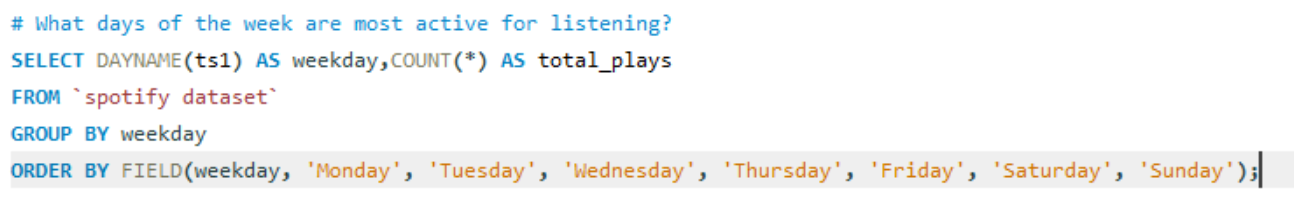 # What days of the week are most active for listening?
SELECT DAYNAME(ts1) AS weekday,COUNT(*) AS total_plays
FROM `spotify dataset`
GROUP BY weekday
ORDER BY FIELD(weekday, 'Monday', 'Tuesday', 'Wednesday', 'Thursday', 'Friday', 'Saturday', 'Sunday');